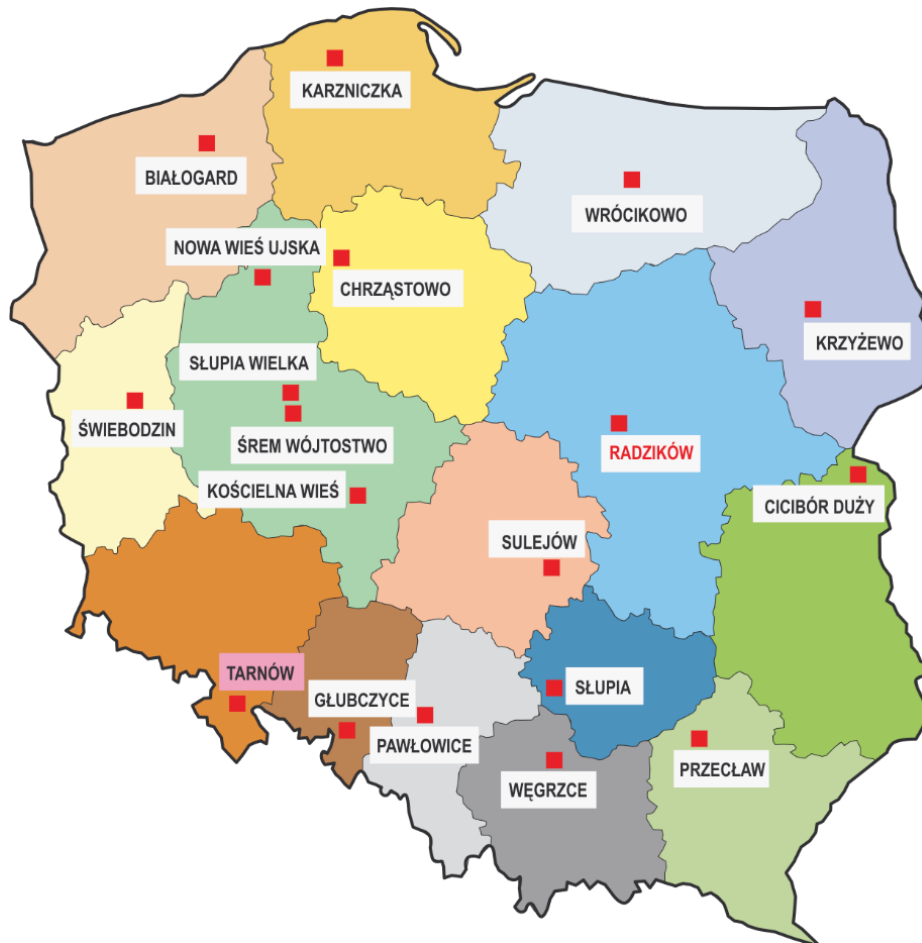 KARZNICZKA
BIAŁOGARD
WRÓCIKOWO
NOWA WIEŚ UJSKA
CHRZĄSTOWO
KRZYŻEWO
SŁUPIA WIELKA
ŚWIEBODZIN
ŚREM WÓJTOSTWO
RADZIKÓW
KOŚCIELNA WIEŚ
CICIBÓR DUŻY
SULEJÓW
TARNÓW
GŁUBCZYCE
SŁUPIA
PAWŁOWICE
PRZECŁAW
WĘGRZCE